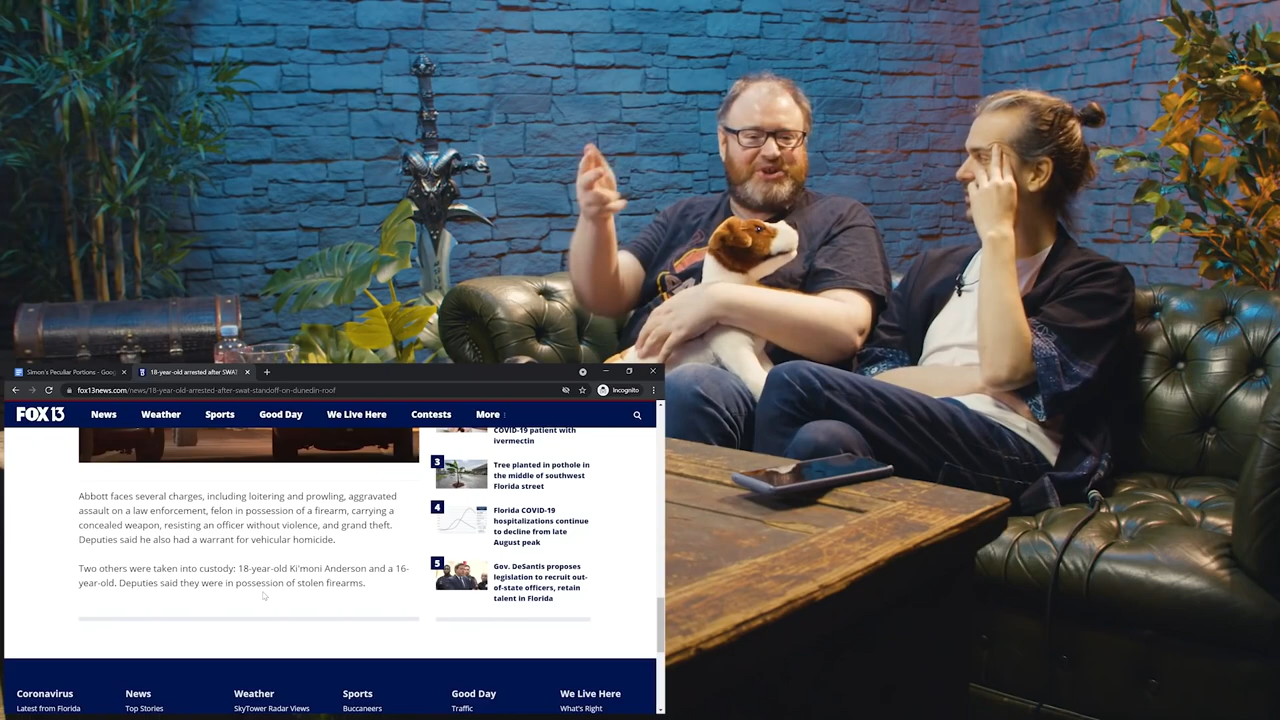 Simon's Peculiar Portions - Goog
18-year-old arrested after SWAT
fox13news.com/news/18-year-old-arrested-after-swat-standoff-on-dunedin-roof
Incognito
FOX 13
News
Weather
Sports
Good Day
We Live Here
Contests
More
COVID-19 patient with
ivermectin
3
Tree planted in pothole in
the middle of southwest
Florida street
4
Florida COVID-19
hospitalizations continue
to decline from late
August peak
5
Gov. DeSantis proposes
legislation to recruit out-
of-state officers, retain
talent in Florida
Abbott faces several charges, including loitering and prowling, aggravated
assault on a law enforcement, felon in possession of a firearm, carrying a
concealed weapon, resisting an officer without violence, and grand theft.
Deputies said he also had a warrant for vehicular homicide.
Two others were taken into custody: 18-year-old Ki'moni Anderson and a 16-
year-old. Deputies said they were in possession of stolen firearms.
Coronavirus
Latest from Florida
News
Top Stories
Weather
SkyTower Radar Views
Sports
Buccaneers
Good Day
Traffic
We Live Here
What's Right